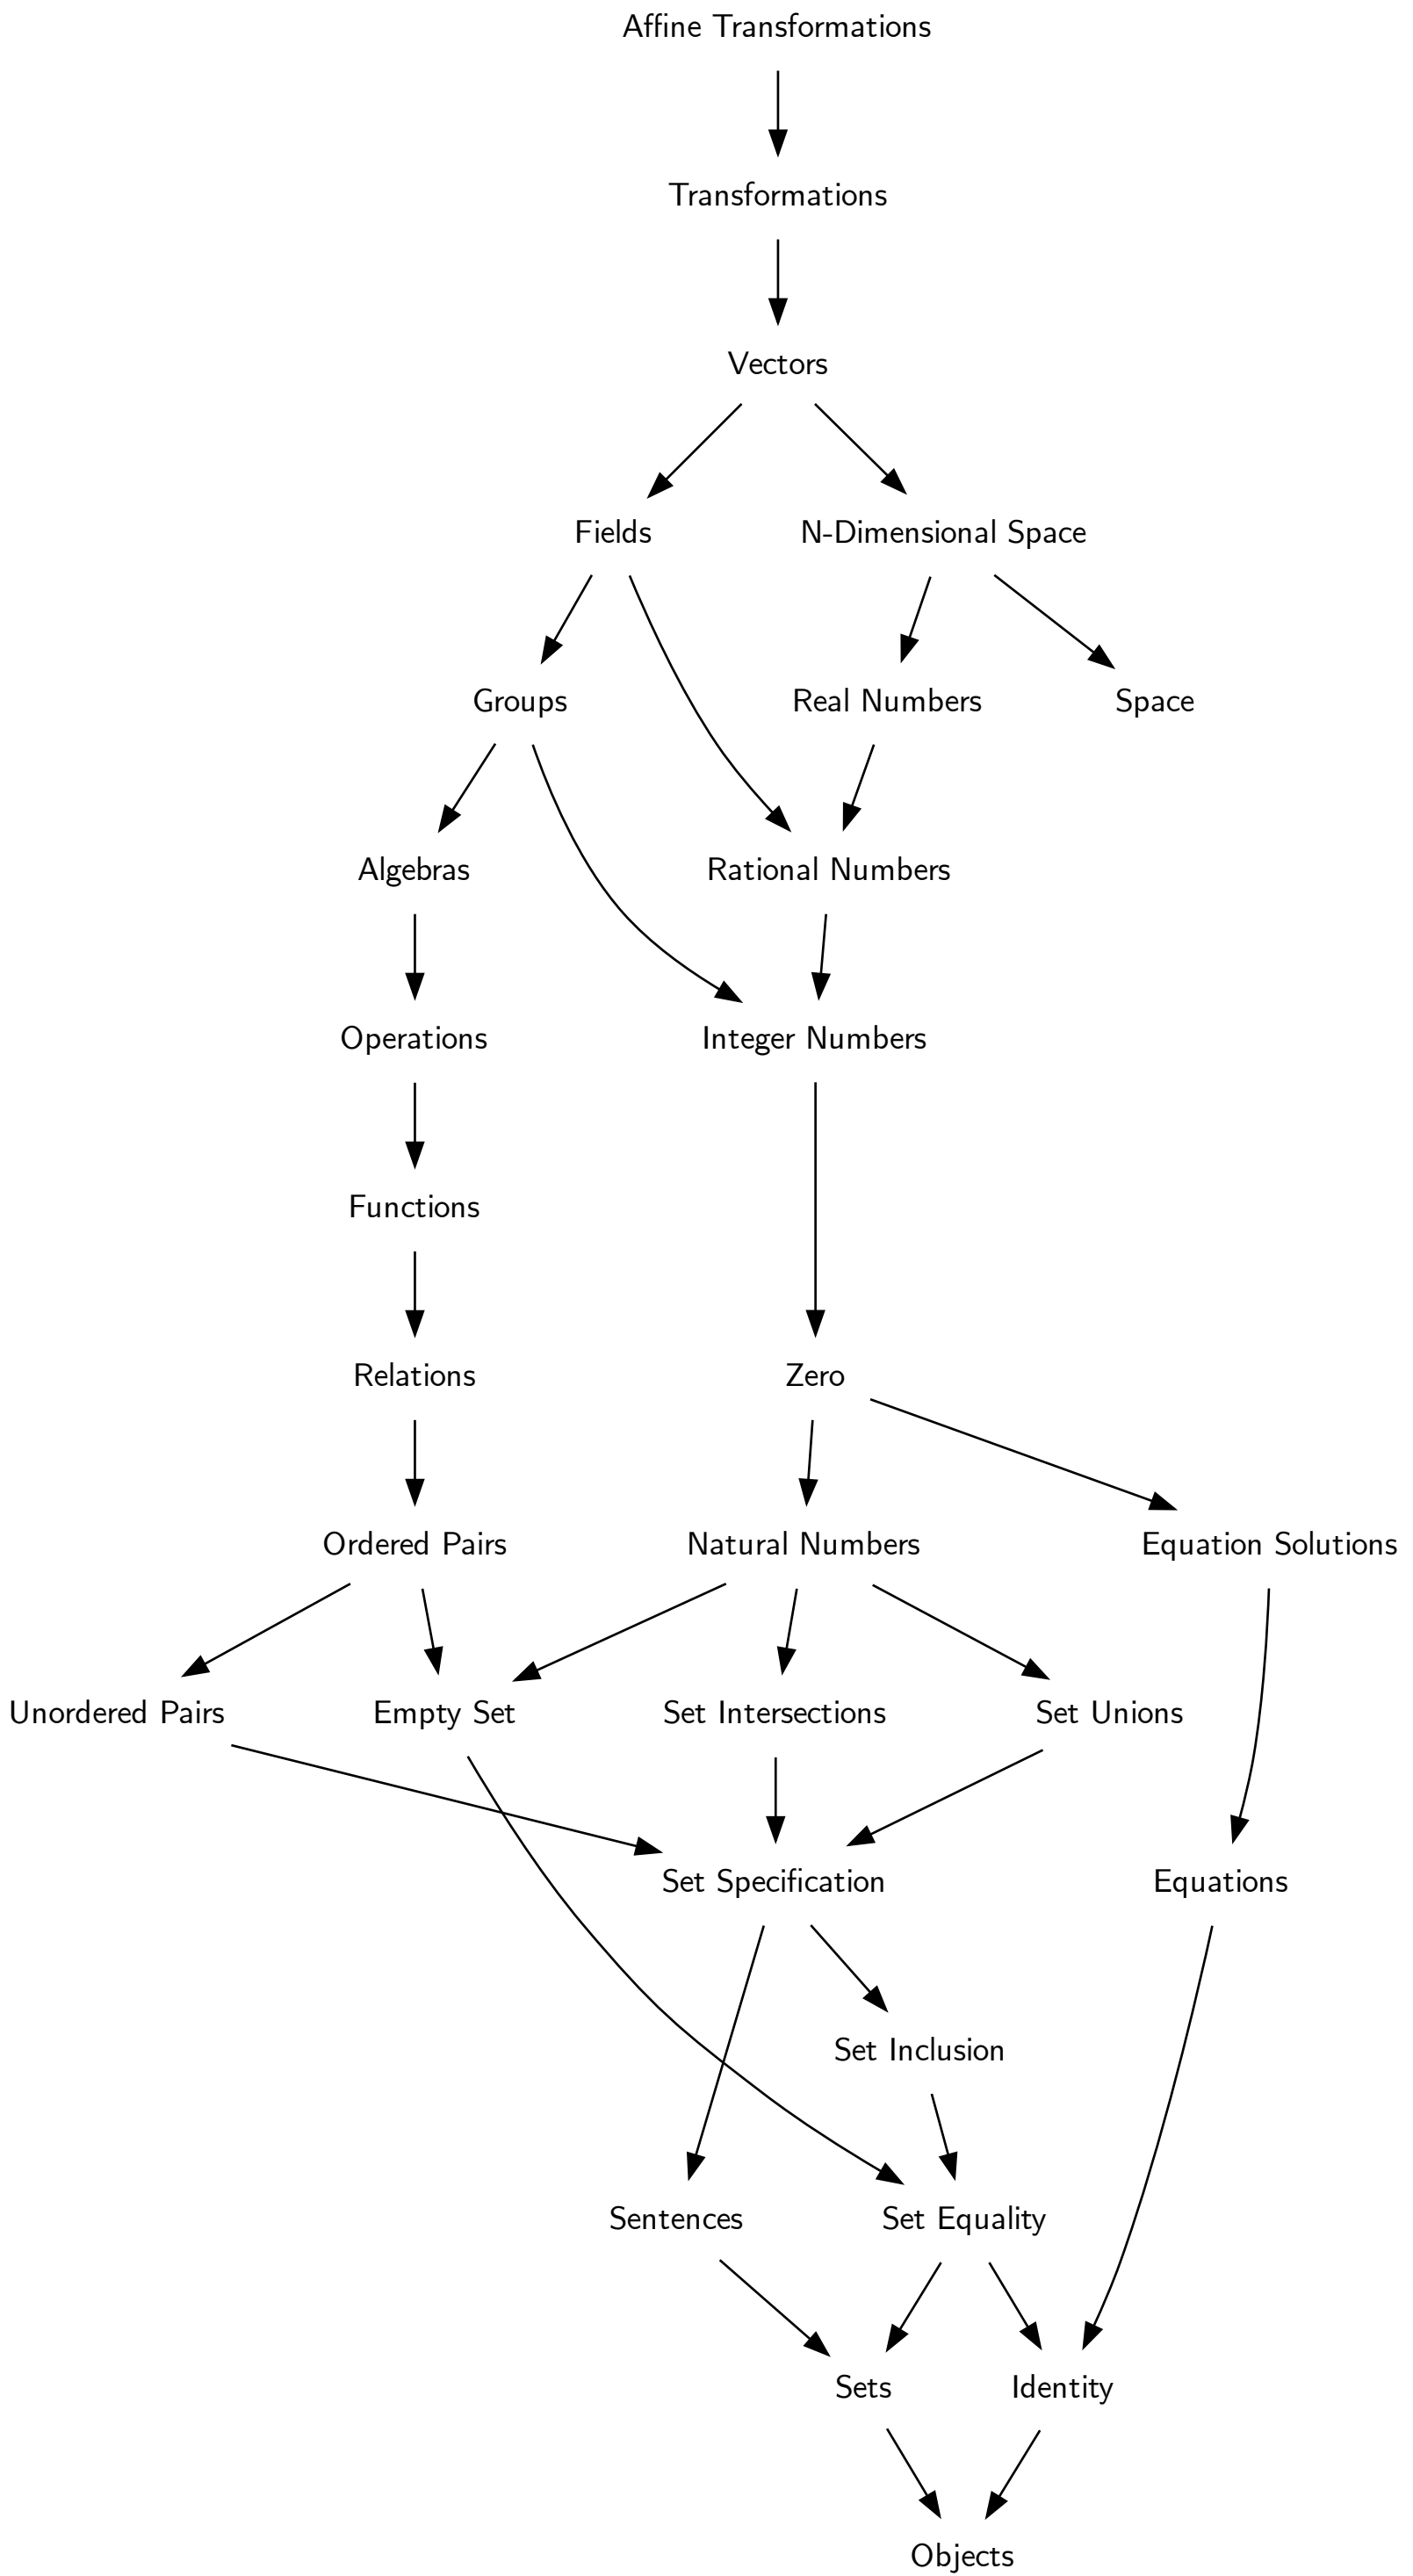 Affine Transformations
Transformations
Vectors
Fields
N-Dimensional Space
Groups
Real Numbers
Space
Algebras
Rational Numbers
Operations
Integer Numbers
Functions
Relations
Zero
Ordered Pairs
Natural Numbers
Equation Solutions
Unordered Pairs
Empty Set
Set Intersections
Set Unions
Set Specification
Equations
Set Inclusion
Sentences
Set Equality
Sets
Identity
Objects